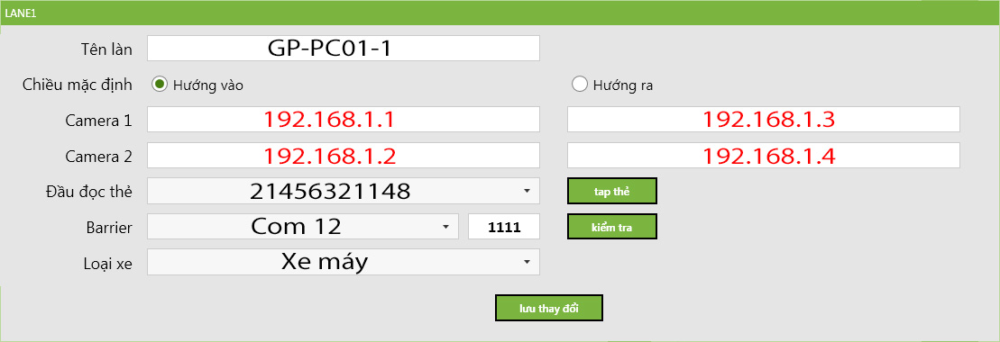 LANE1
Tên làn GP-PC01-1
Chiều mặc định Hướng vào Hướng ra
Camera 1 192.168.1.1 192.168.1.3
Camera 2 192.168.1.2 192.168.1.4
Đầu đọc thẻ 21456321148 tap thẻ
Barrier Com 12 1111 kiểm tra
Loại xe Xe máy
lưu thay đổi